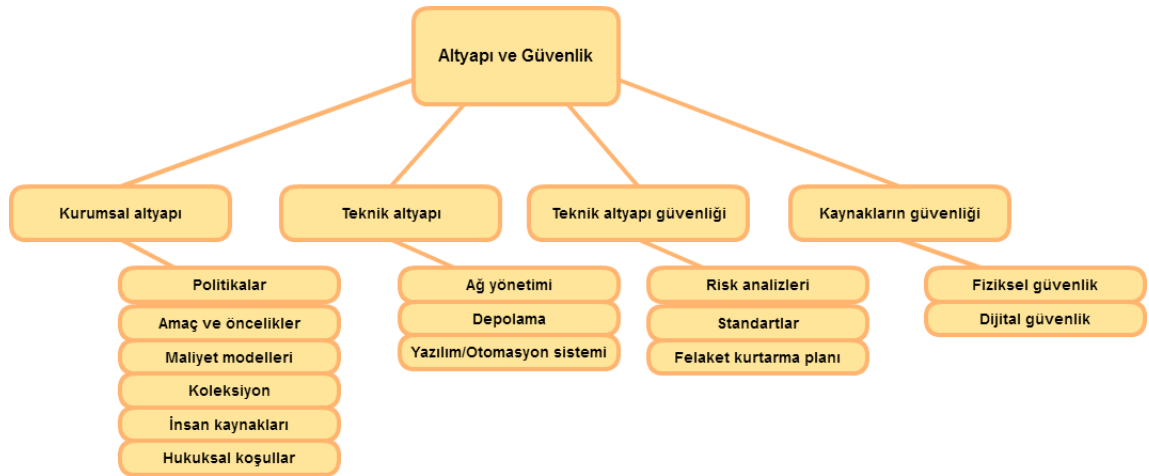 Altyapı ve Güvenlik
Kurumsal altyapı
Teknik altyapı
Teknik altyapı güvenliği
Kaynakların güvenliği
Politikalar
Amaç ve öncelikler
Maliyet modelleri
Koleksiyon
İnsan kaynakları
Hukuksal koşullar
Ağ yönetimi
Depolama
Yazılım/Otomasyon sistemi
Risk analizleri
Standartlar
Felaket kurtarma planı
Fiziksel güvenlik
Dijital güvenlik